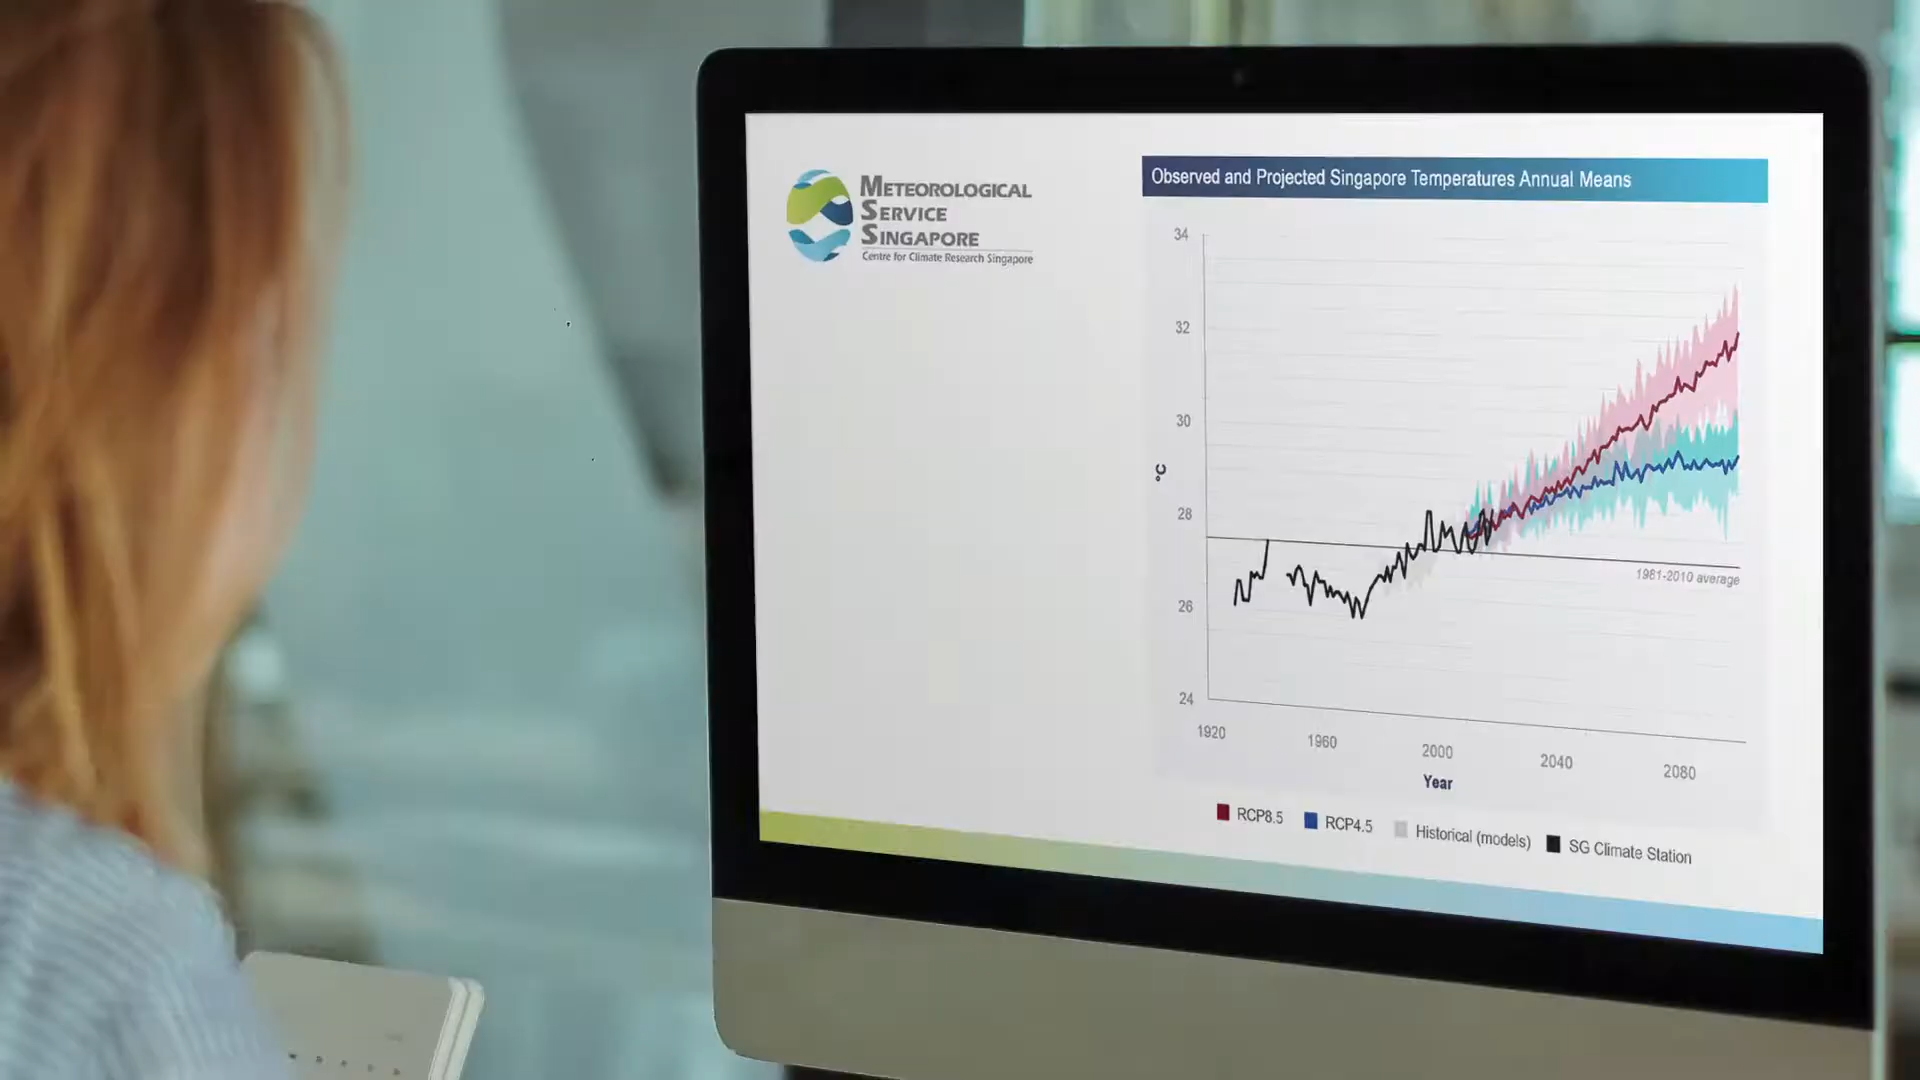 METEOROLOGICAL
SERVICE
SINGAPORE
Centre for Climate Research Singapore
Observed and Projected Singapore Temperatures Annual Means
34
32
30
°C
28
26
24
1981-2010 average
1920
1960
2000
2040
2080
Year
RCP8.5
RCP4.5
Historical (models)
SG Climate Station